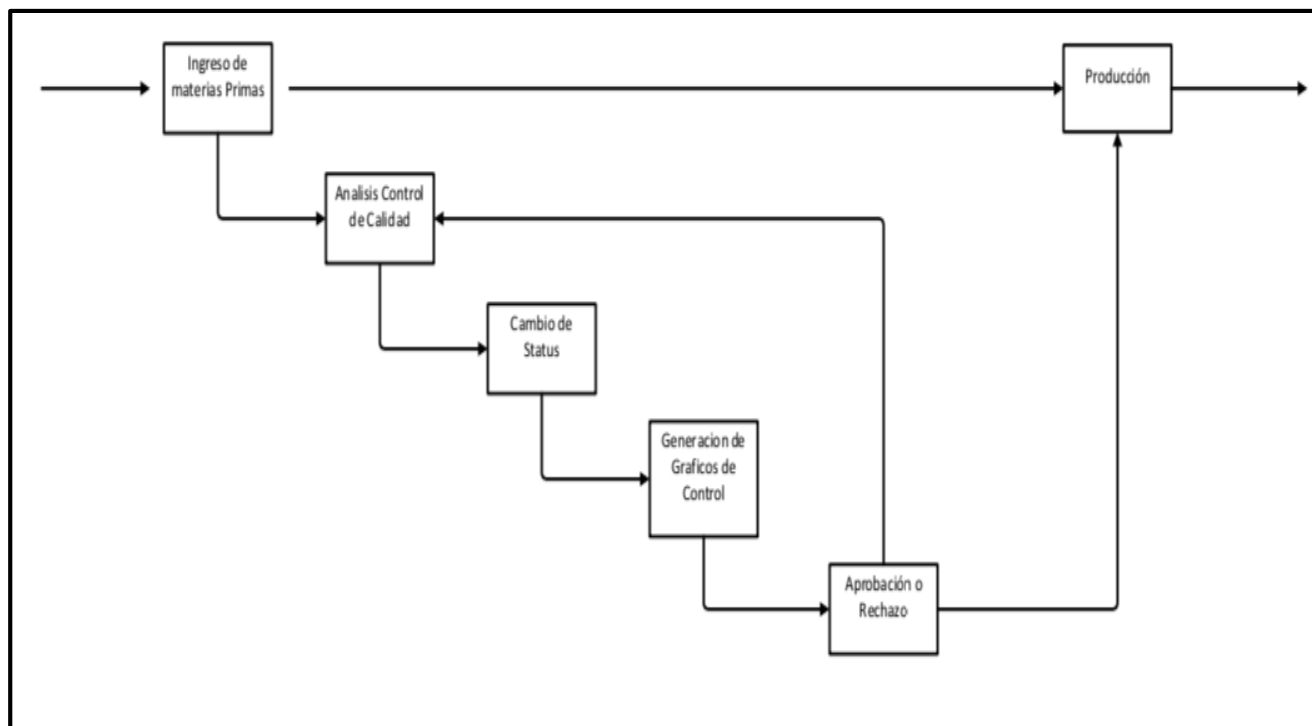 Ingreso de
materias Primas
Producción
Analisis Control
de Calidad
Cambio de
Status
Generacion de
Graficos de
Control
Aprobación o
Rechazo